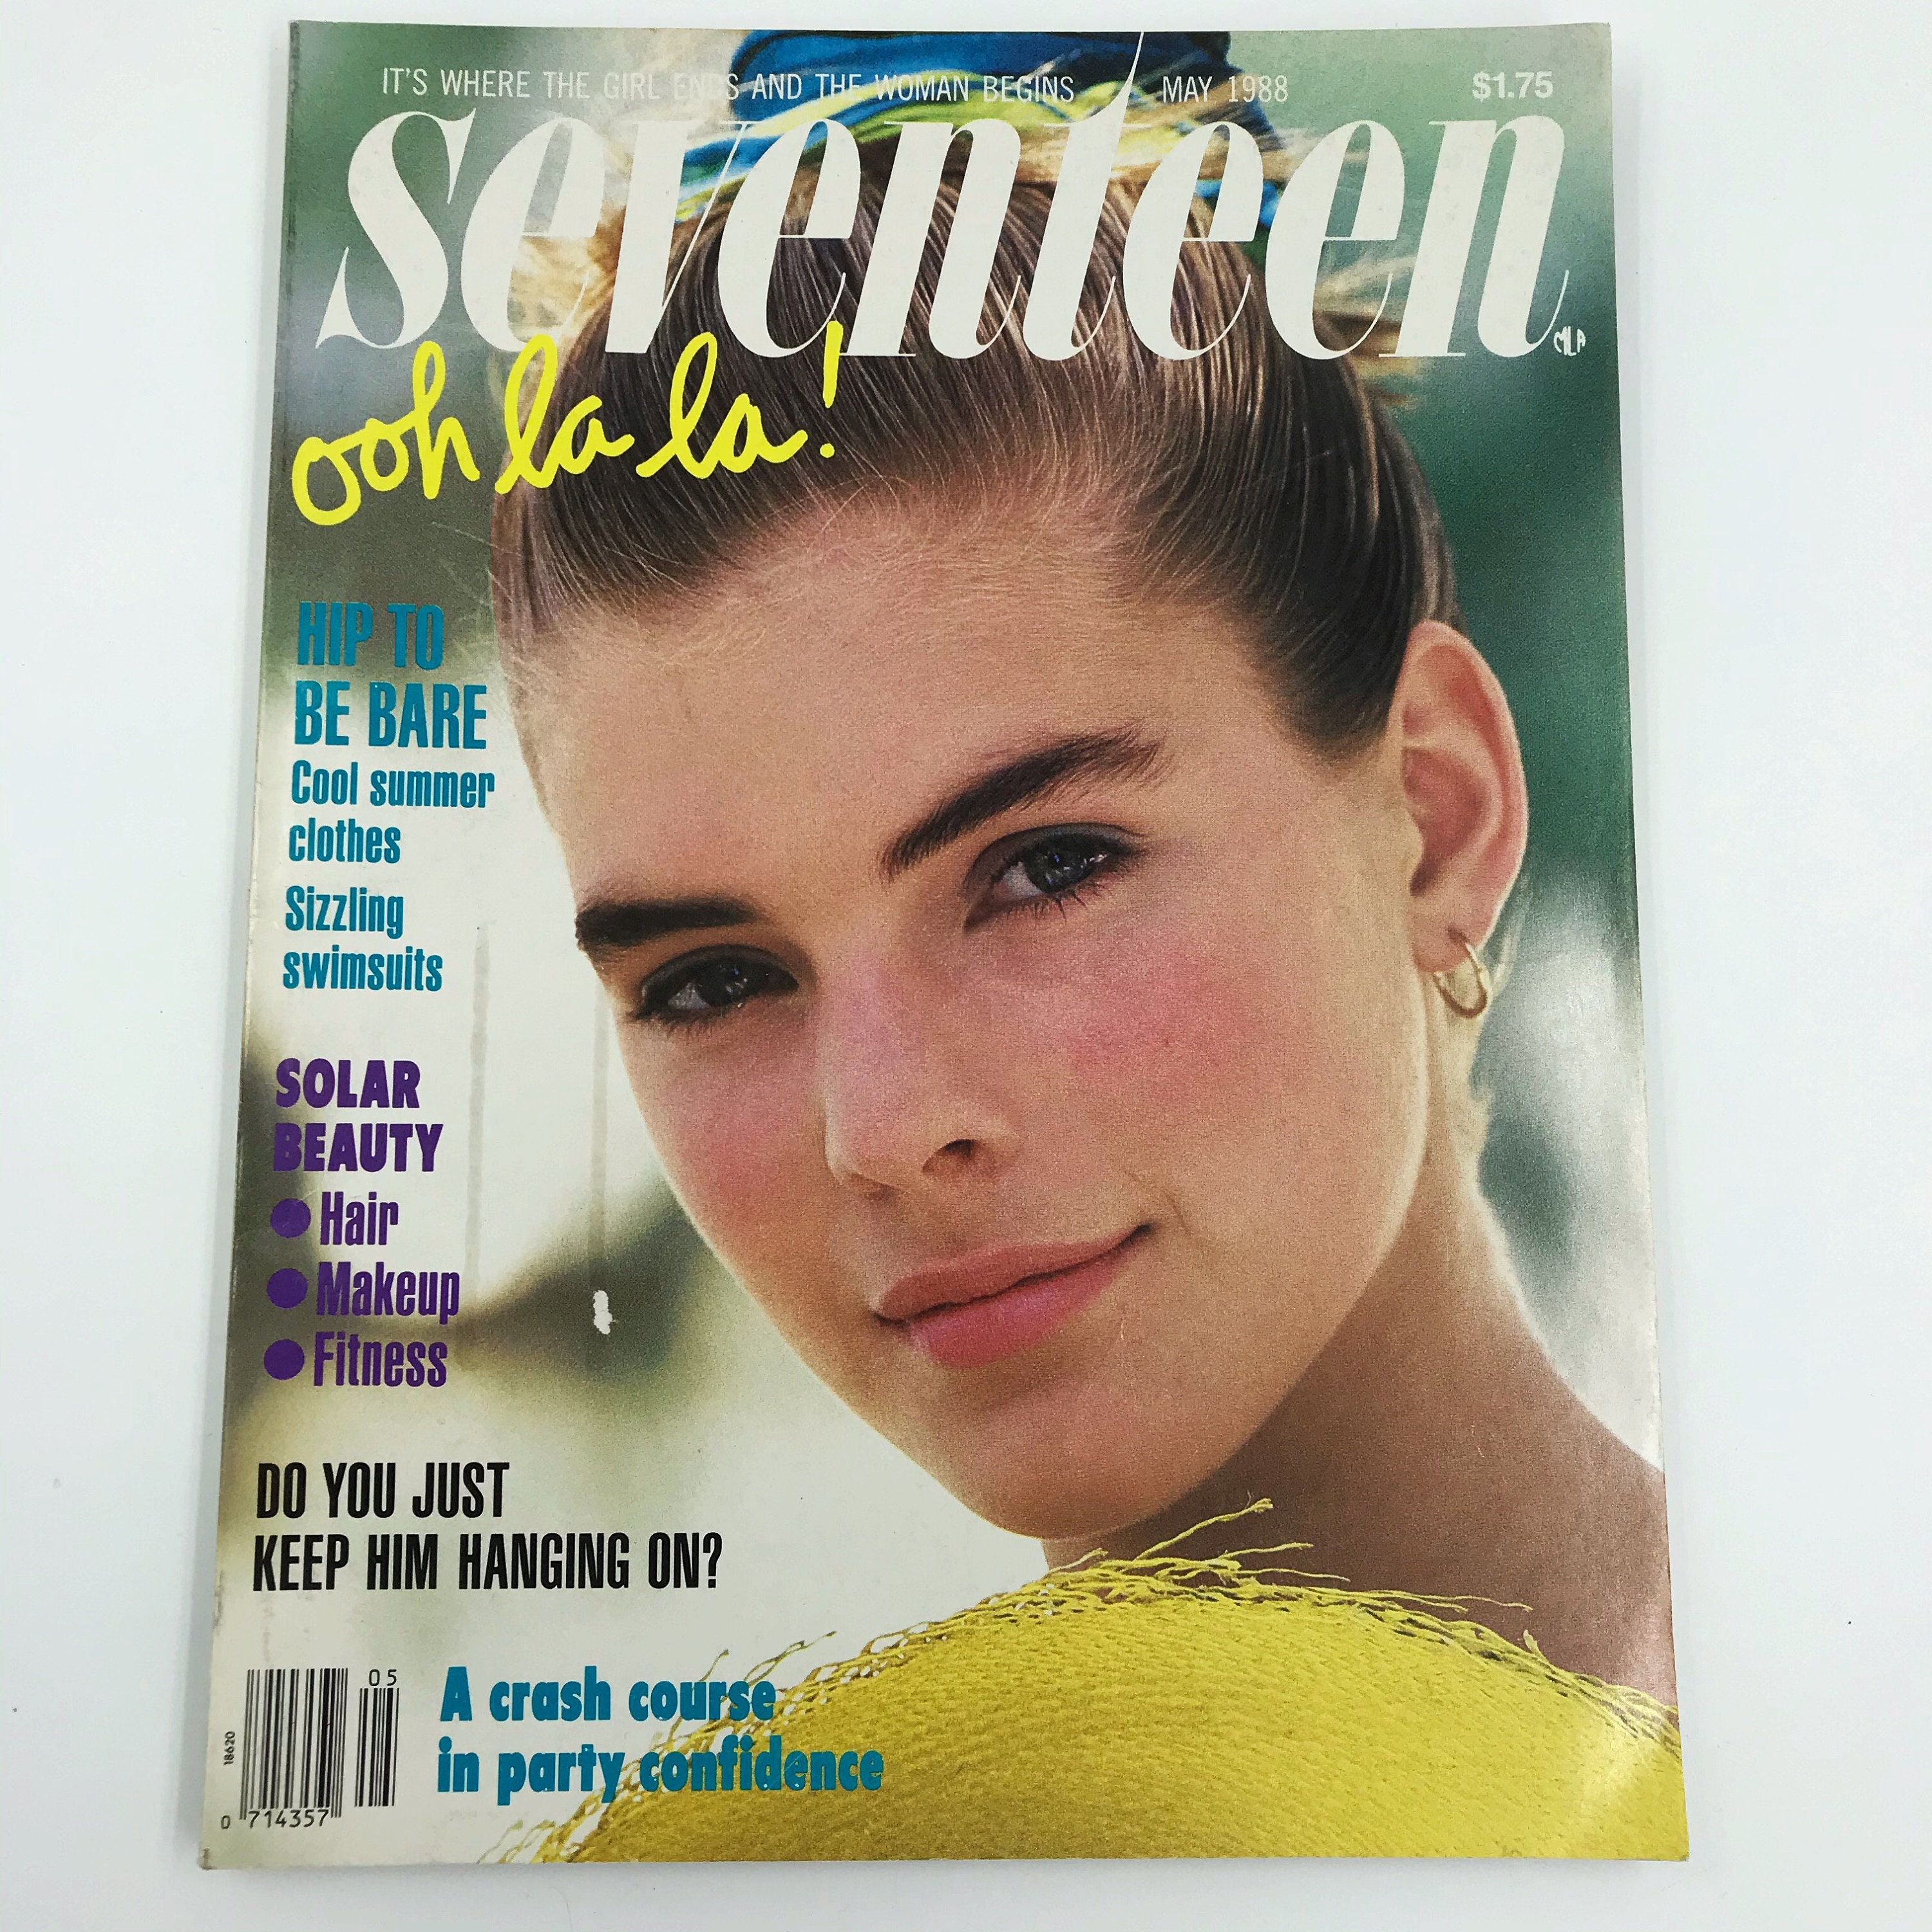 IT'S WHERE THE GIRL ENDS AND THE WOMAN BEGINS MAY 1988 $1.75
seventeen
MLA
ooh la la!
HIP TO
BE BARE
Cool summer
clothes
Sizzling
swimsuits
SOLAR
BEAUTY
● Hair
● Makeup
● Fitness
DO YOU JUST
KEEP HIM HANGING ON?
A crash course
in party confidence
05
18620
0 714357